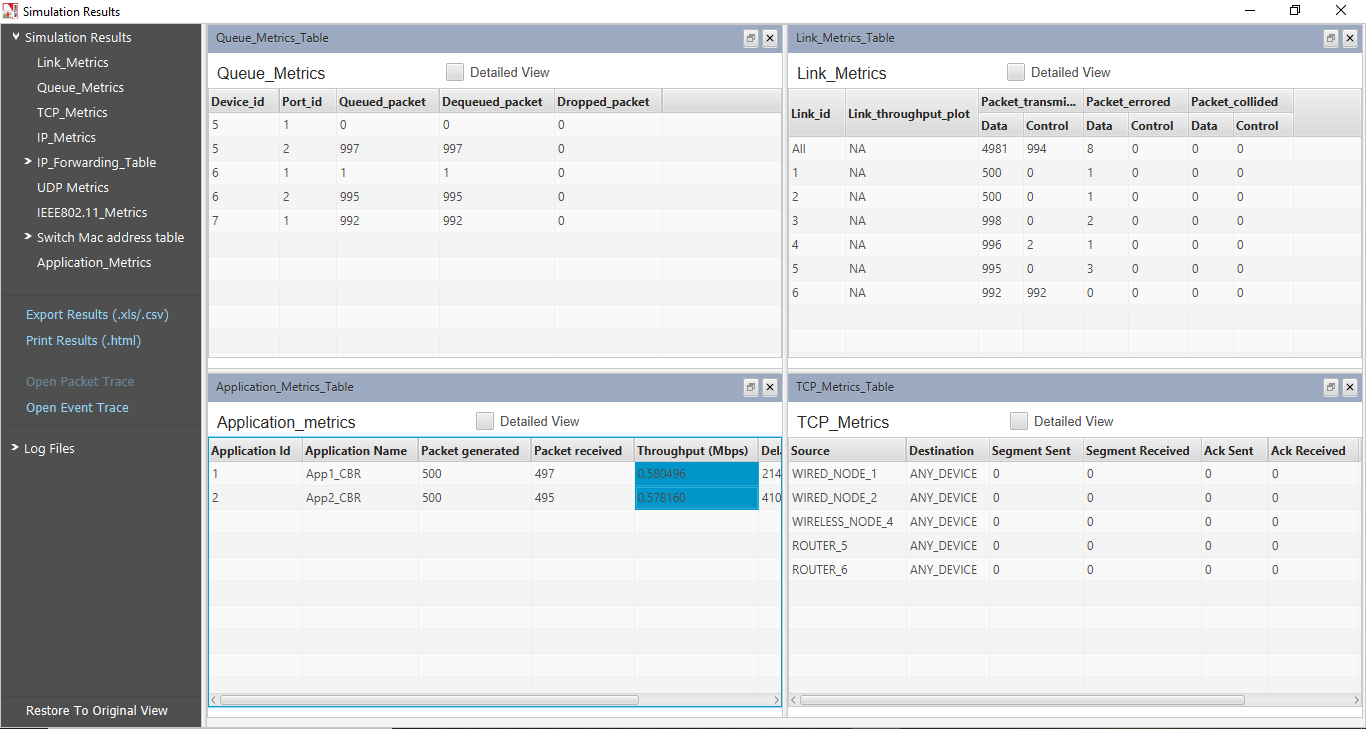 Simulation Results
Simulation Results
Link_Metrics
Queue_Metrics
TCP_Metrics
IP_Metrics
IP_Forwarding_Table
UDP Metrics
IEEE802.11_Metrics
Switch Mac address table
Application_Metrics
Export Results (.xls/.csv)
Print Results (.html)
Open Packet Trace
Open Event Trace
Log Files
Restore To Original View
Queue_Metrics_Table
Queue_Metrics Detailed View
Device_id Port_id Queued_packet Dequeued_packet Dropped_packet
5 1 0 0 0
5 2 997 997 0
6 1 1 1 0
6 2 995 995 0
7 1 992 992 0
Link_Metrics_Table
Link_Metrics Detailed View
Link_id Link_throughput_plot Packet_transmi... Packet_errored Packet_collided
Data Control Data Control Data Control
All NA 4981 994 8 0 0 0
1 NA 500 0 1 0 0 0
2 NA 500 0 1 0 0 0
3 NA 998 0 2 0 0 0
4 NA 996 2 1 0 0 0
5 NA 995 0 3 0 0 0
6 NA 992 992 0 0 0 0
Application_Metrics_Table
Application_metrics Detailed View
Application Id Application Name Packet generated Packet received Throughput (Mbps) Del
1 App1_CBR 500 497 0.580496 214
2 App2_CBR 500 495 0.578160 410
TCP_Metrics_Table
TCP_Metrics Detailed View
Source Destination Segment Sent Segment Received Ack Sent Ack Received
WIRED_NODE_1 ANY_DEVICE 0 0 0 0
WIRED_NODE_2 ANY_DEVICE 0 0 0 0
WIRELESS_NODE_4 ANY_DEVICE 0 0 0 0
ROUTER_5 ANY_DEVICE 0 0 0 0
ROUTER_6 ANY_DEVICE 0 0 0 0